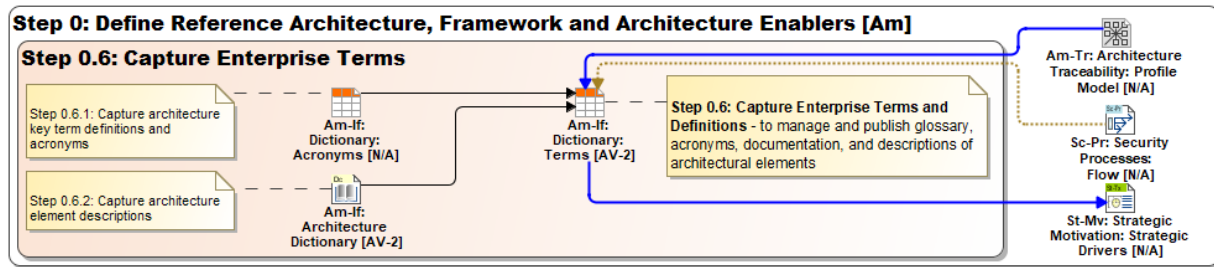 Step 0: Define Reference Architecture, Framework and Architecture Enablers [Am]
Step 0.6: Capture Enterprise Terms
Step 0.6.1: Capture architecture
key term definitions and
acronyms
Am-If:
Dictionary:
Acronyms [N/A]
Step 0.6.2: Capture architecture
element descriptions
Dc
Am-If:
Architecture
Dictionary [AV-2]
Am-If:
Dictionary:
Terms [AV-2]
Step 0.6: Capture Enterprise Terms and
Definitions - to manage and publish glossary,
acronyms, documentation, and descriptions of
architectural elements
Am-Tr: Architecture
Traceability: Profile
Model [N/A]
Sc-Pr
Sc-Pr: Security
Processes:
Flow [N/A]
St-Mv: Strategic
Motivation: Strategic
Drivers [N/A]